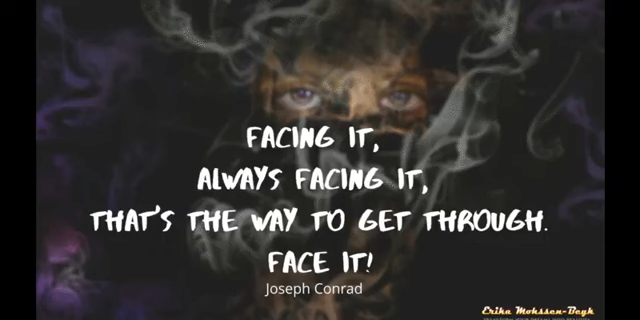 FACING IT,
ALWAYS FACING IT,
THAT'S THE WAY TO GET THROUGH.
FACE IT!
Joseph Conrad
Erika Mohssen-Beyk